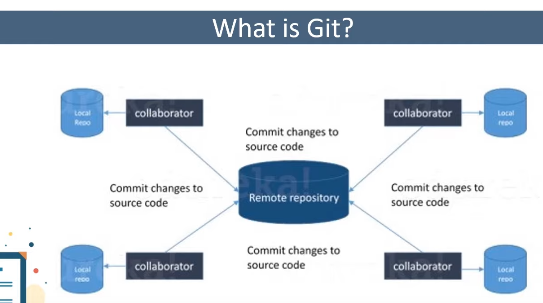 What is Git?
Local
Repo
collaborator
collaborator
Local
repo
Commit changes to
source code
Commit changes to
source code
Remote repository
Commit changes to
source code
Commit changes to
source code
Local
repo
collaborator
collaborator
Local
repo